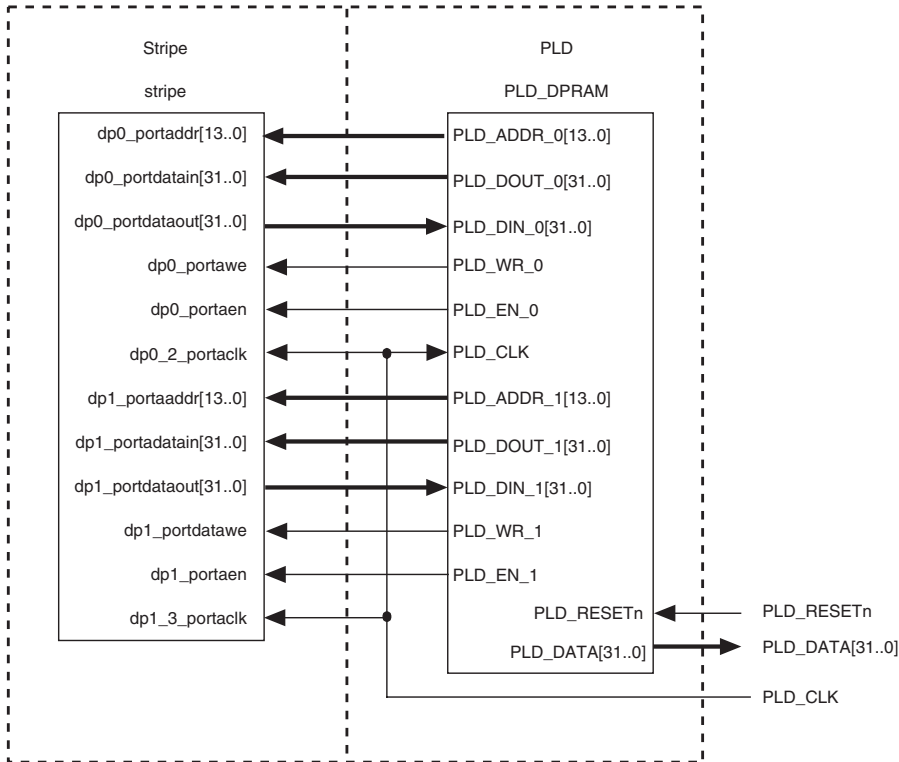 Stripe
PLD
stripe
PLD_DPRAM
dp0_portaddr[13..0]
PLD_ADDR_0[13..0]
dp0_portdatain[31..0]
PLD_DOUT_0[31..0]
dp0_portdataout[31..0]
PLD_DIN_0[31..0]
dp0_portawe
PLD_WR_0
dp0_portaen
PLD_EN_0
dp0_2_portaclk
PLD_CLK
dp1_portaaddr[13..0]
PLD_ADDR_1[13..0]
dp1_portadatain[31..0]
PLD_DOUT_1[31..0]
dp1_portdataout[31..0]
PLD_DIN_1[31..0]
dp1_portdatawe
PLD_WR_1
dp1_portaen
PLD_EN_1
dp1_3_portaclk
PLD_RESETn
PLD_RESETn
PLD_DATA[31..0]
PLD_DATA[31..0]
PLD_CLK